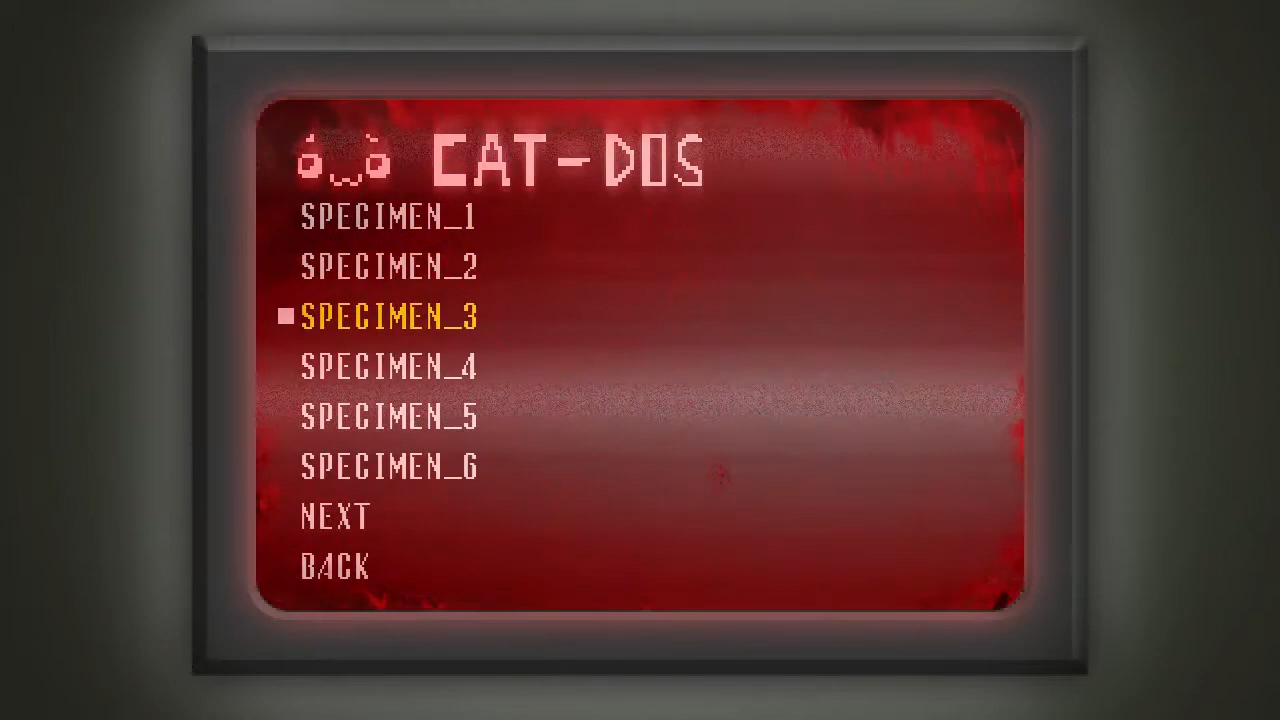 CAT-DOS
SPECIMEN_1
SPECIMEN_2
SPECIMEN_3
SPECIMEN_4
SPECIMEN_5
SPECIMEN_6
NEXT
BACK